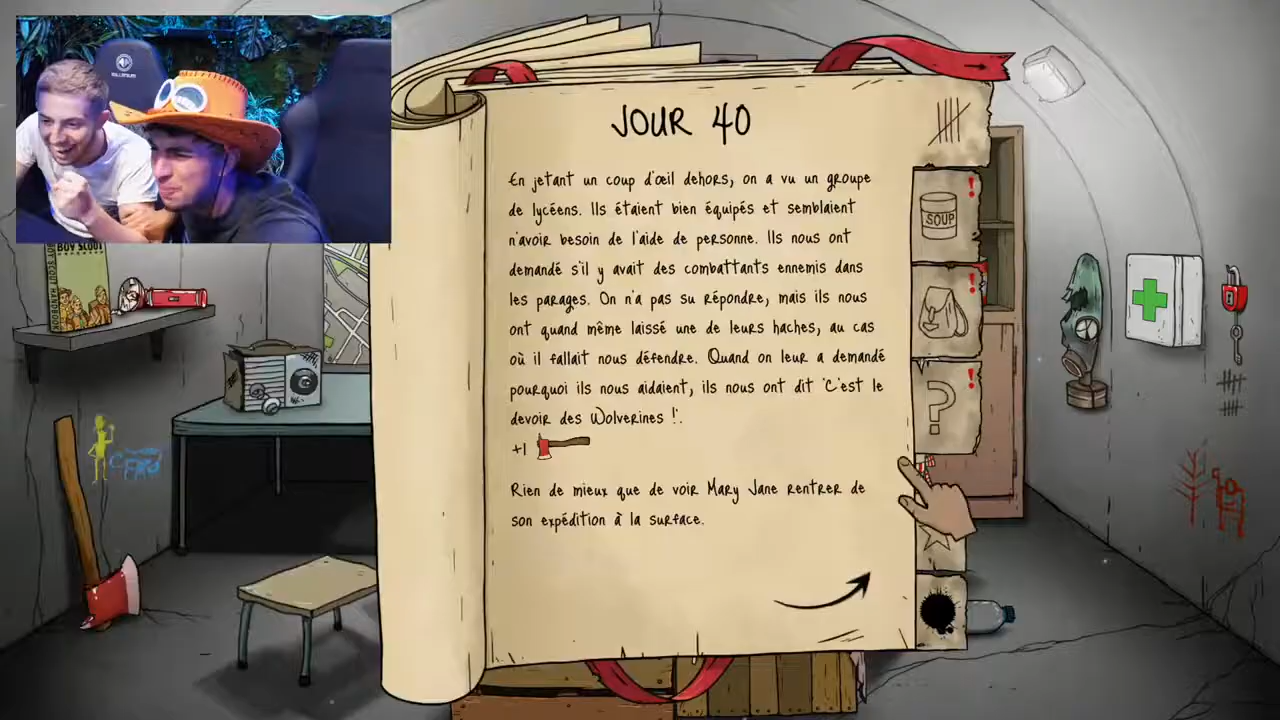 JOUR 40
En jetant un coup d'œil dehors, on a vu un groupe
de lycéens. Ils étaient bien équipés et semblaient
n'avoir besoin de l'aide de personne. Ils nous ont
demandé s'il y avait des combattants ennemis dans
les parages. On n'a pas su répondre, mais ils nous
ont quand même laissé une de leurs haches, au cas
où il fallait nous défendre. Quand on leur a demandé
pourquoi ils nous aidaient, ils nous ont dit "C'est le
devoir des Wolverines !".
+1
Rien de mieux que de voir Mary Jane rentrer de
son expédition à la surface.
SOUP
!
!
!
?
BOY SCOUT